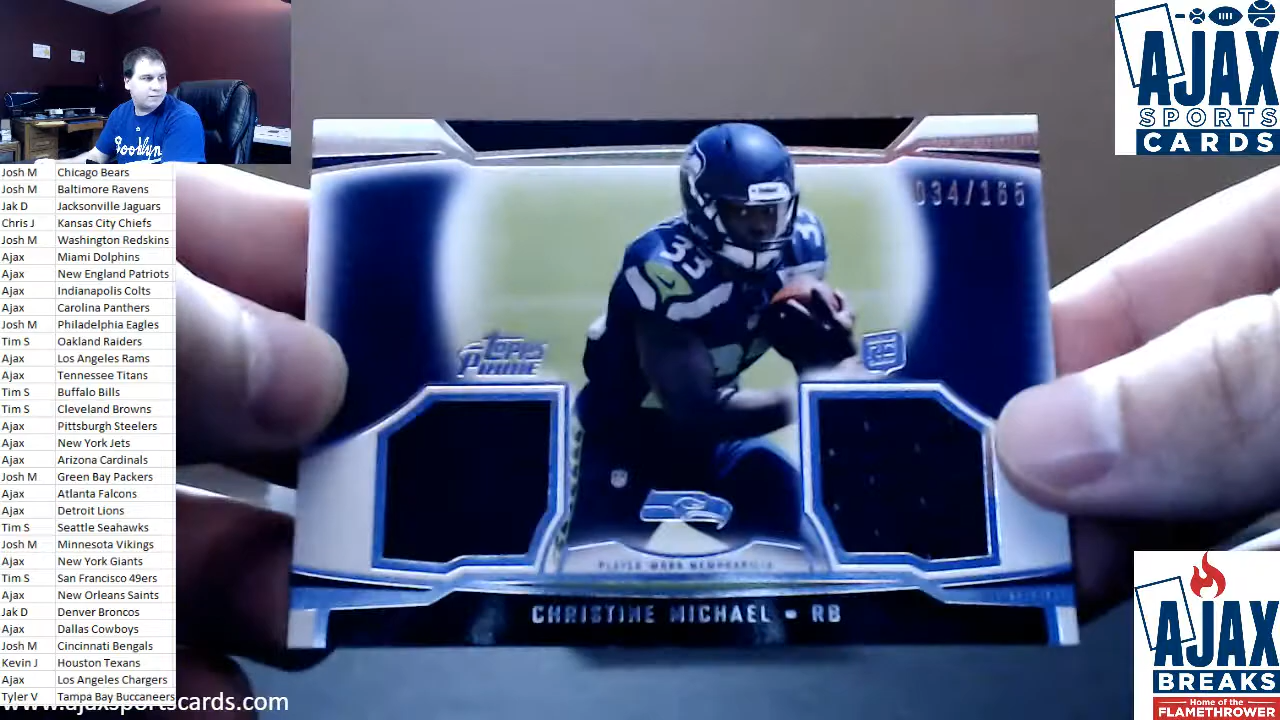 Brooklyn
Josh M Chicago Bears
Josh M Baltimore Ravens
Jak D Jacksonville Jaguars
Chris J Kansas City Chiefs
Josh M Washington Redskins
Ajax Miami Dolphins
Ajax New England Patriots
Ajax Indianapolis Colts
Ajax Carolina Panthers
Josh M Philadelphia Eagles
Tim S Oakland Raiders
Ajax Los Angeles Rams
Ajax Tennessee Titans
Tim S Buffalo Bills
Tim S Cleveland Browns
Ajax Pittsburgh Steelers
Ajax New York Jets
Ajax Arizona Cardinals
Josh M Green Bay Packers
Ajax Atlanta Falcons
Ajax Detroit Lions
Tim S Seattle Seahawks
Josh M Minnesota Vikings
Ajax New York Giants
Tim S San Francisco 49ers
Ajax New Orleans Saints
Jak D Denver Broncos
Ajax Dallas Cowboys
Josh M Cincinnati Bengals
Kevin J Houston Texans
Ajax Los Angeles Chargers
Tyler V Tampa Bay Buccaneers
www.ajaxsportscards.com
034/165
33
33
TOPPS
PRIME
RC
PLAYER-WORN MEMORABILIA
CHRISTINE MICHAEL - RB
AJAX
SPORTS
CARDS
AJAX
BREAKS
Home of the
FLAMETHROWER